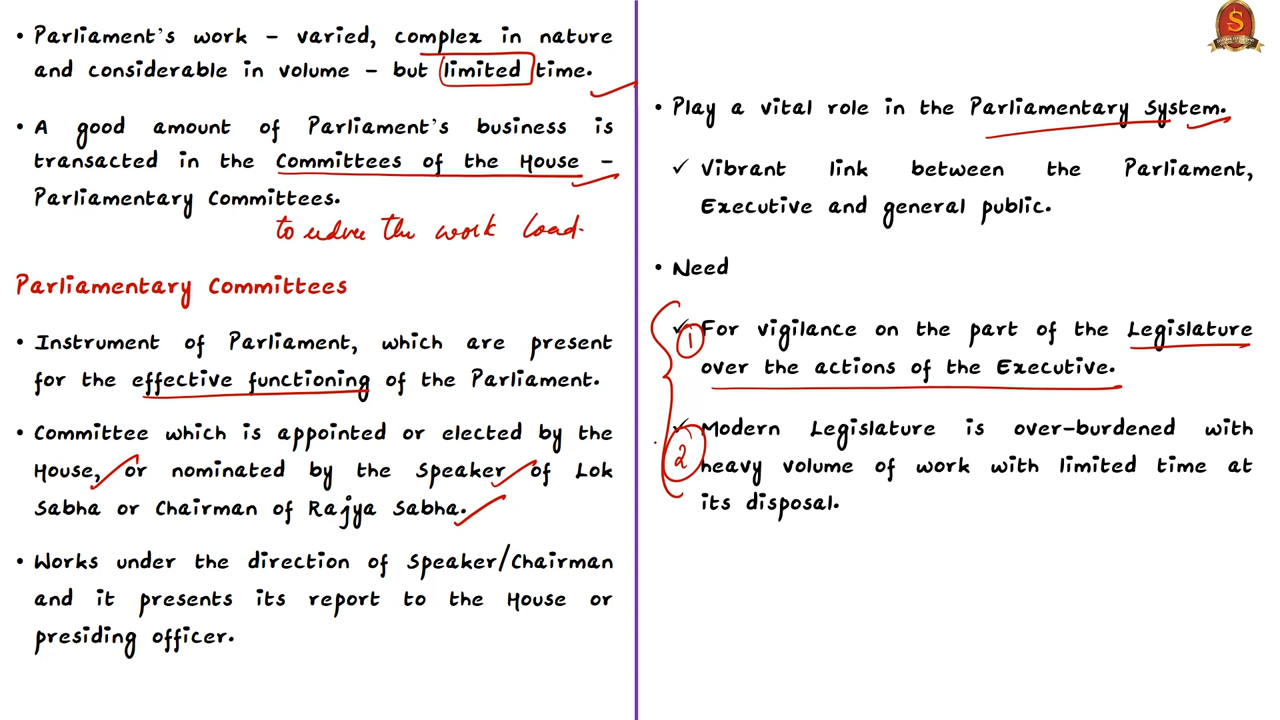 • Parliament's work – varied, complex in nature
and considerable in volume – but limited time.
• A good amount of Parliament's business is
transacted in the Committees of the House –
Parliamentary Committees.
to reduce the work load.
Parliamentary Committees
• Instrument of Parliament, which are present
for the effective functioning of the Parliament.
• Committee which is appointed or elected by the
House, or nominated by the Speaker of Lok
Sabha or Chairman of Rajya Sabha.
• Works under the direction of Speaker/Chairman
and it presents its report to the House or
presiding officer.
S
• Play a vital role in the Parliamentary System.
✓ Vibrant link between the Parliament,
Executive and general public.
• Need
✓ 1 For vigilance on the part of the Legislature
over the actions of the Executive.
✓ 2 Modern Legislature is over-burdened with
heavy volume of work with limited time at
its disposal.